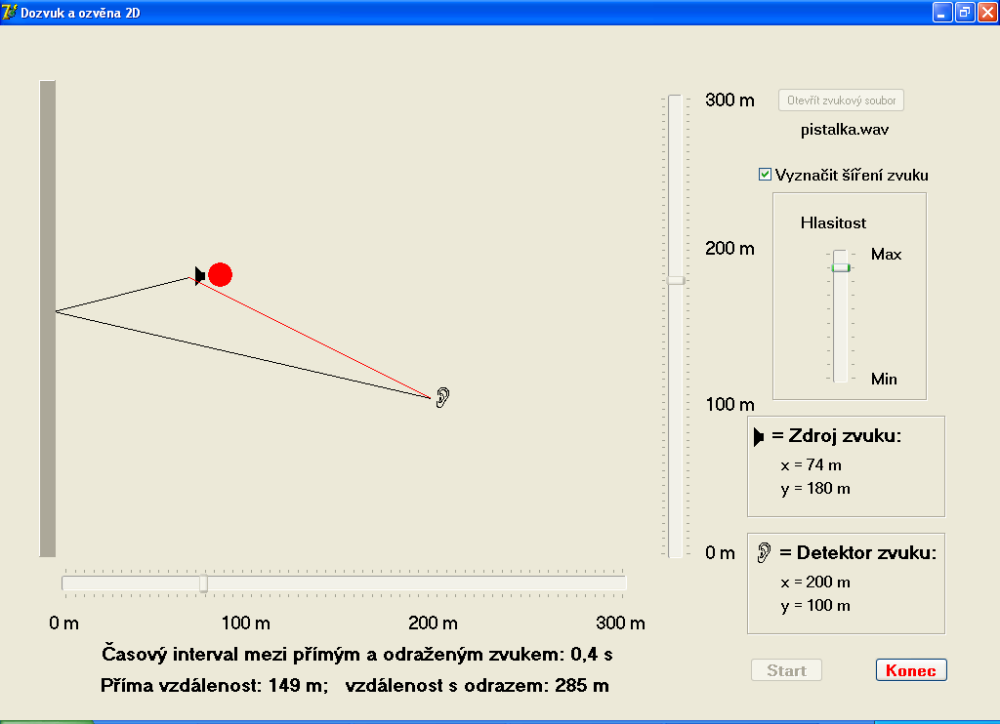 Dozvuk a ozvěna 2D
300 m
200 m
100 m
0 m
Otevřít zvukový soubor
pistalka.wav
Vyznačit šíření zvuku
Hlasitost
Max
Min
= Zdroj zvuku:
x = 74 m
y = 180 m
= Detektor zvuku:
x = 200 m
y = 100 m
0 m 100 m 200 m 300 m
Časový interval mezi přímým a odraženým zvukem: 0,4 s
Příma vzdálenost: 149 m; vzdálenost s odrazem: 285 m
Start
Konec